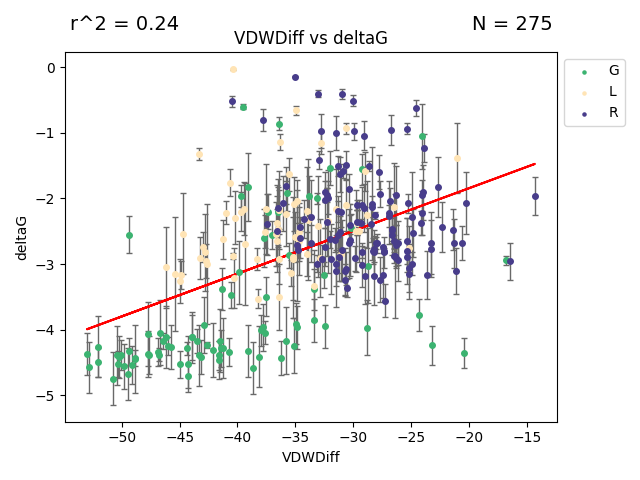 r^2 = 0.24
N = 275
VDWDiff vs deltaG
G
L
R
0
−1
−2
−3
−4
−5
deltaG
−50
−45
−40
−35
−30
−25
−20
−15
VDWDiff